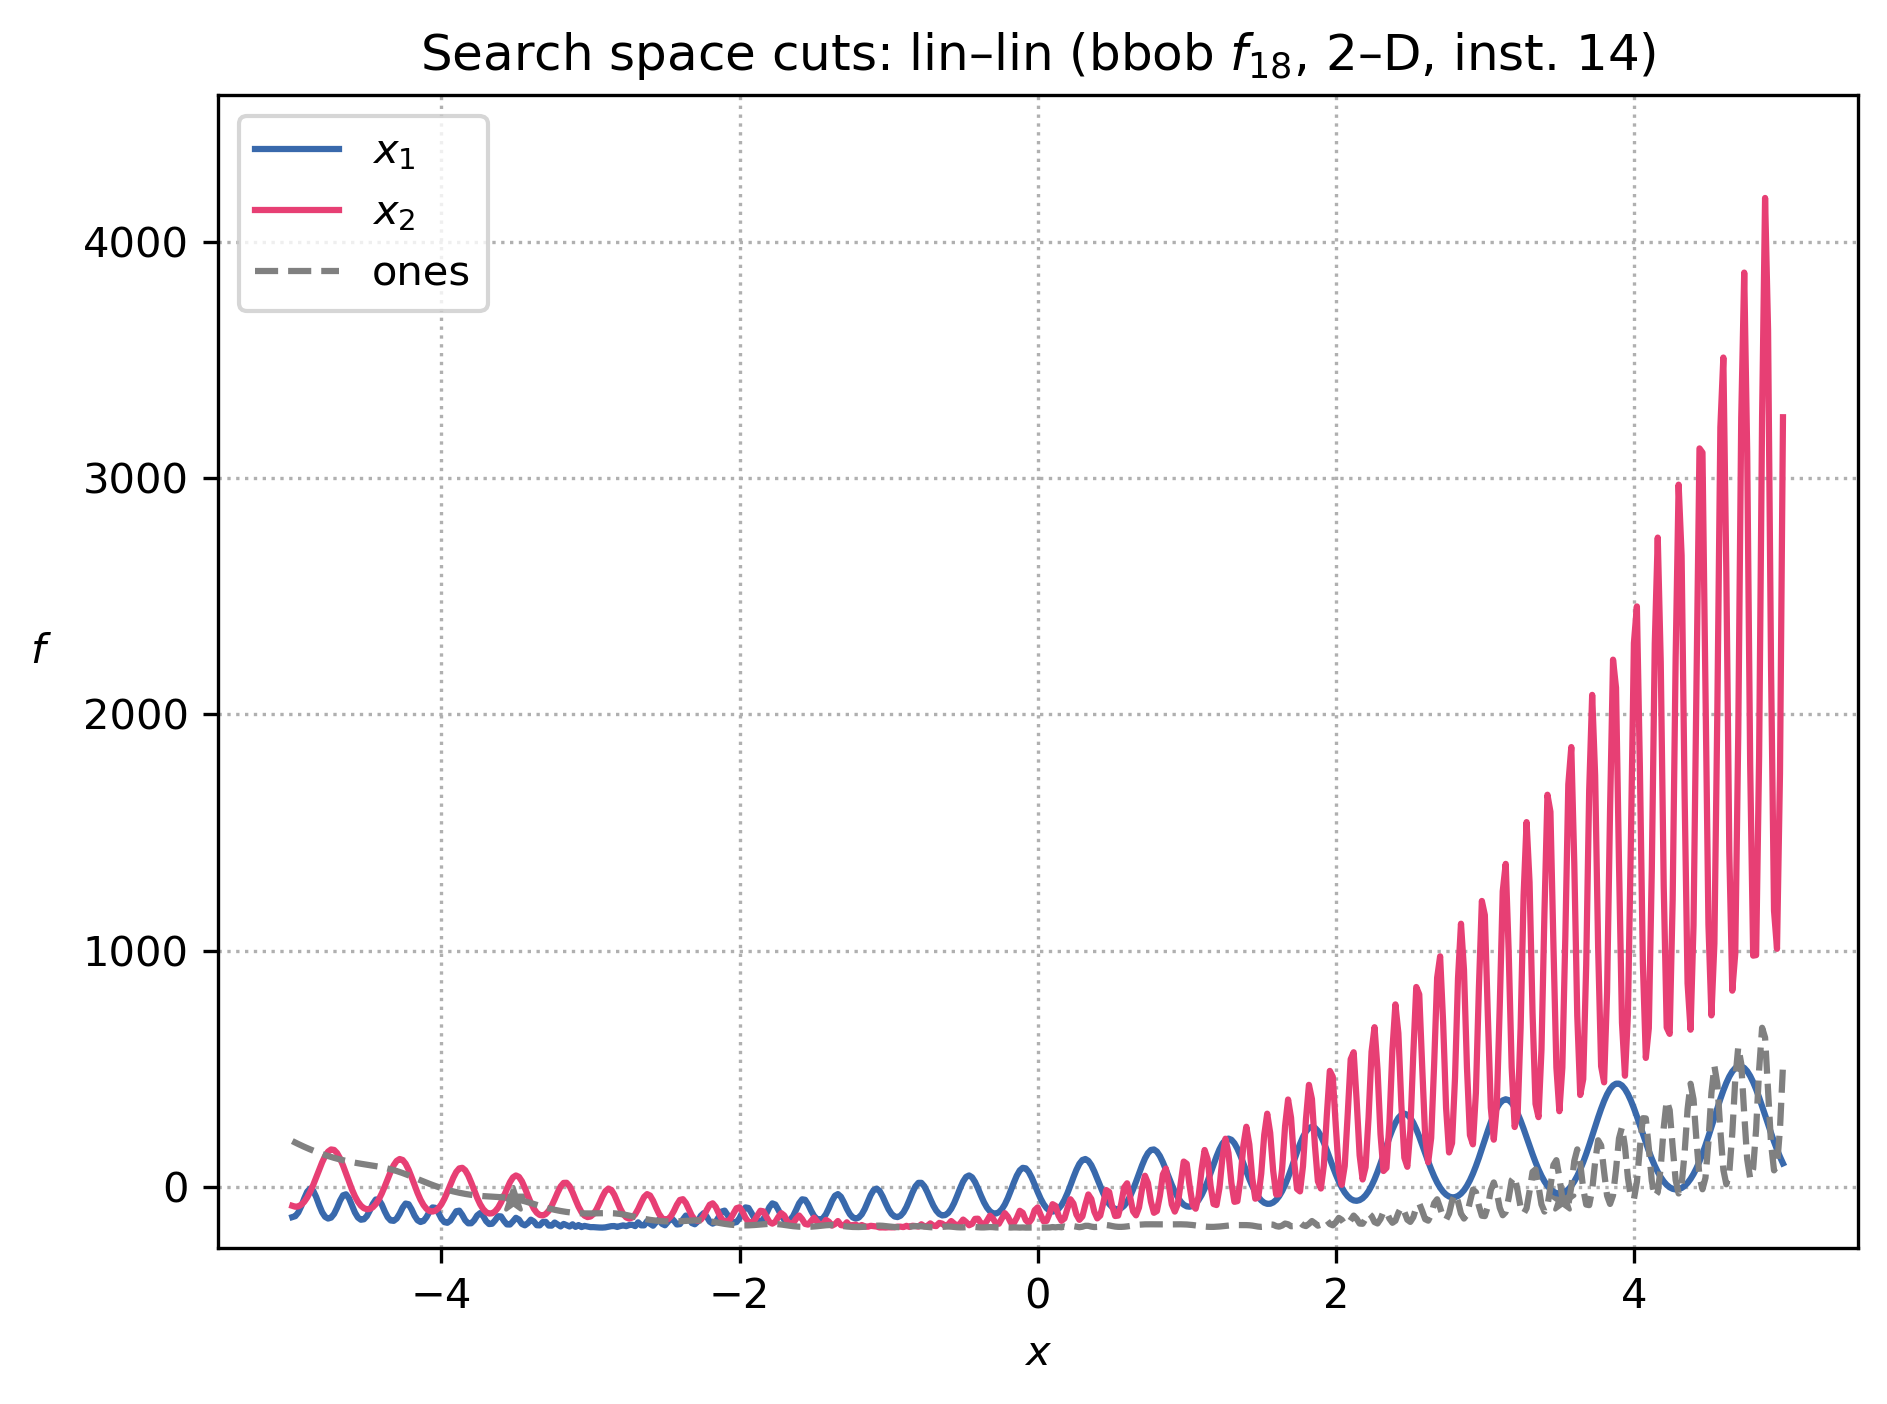 Search space cuts: lin–lin (bbob f₁₈, 2–D, inst. 14)
x₁
x₂
ones
4000
3000
2000
1000
0
f
−4
−2
0
2
4
x